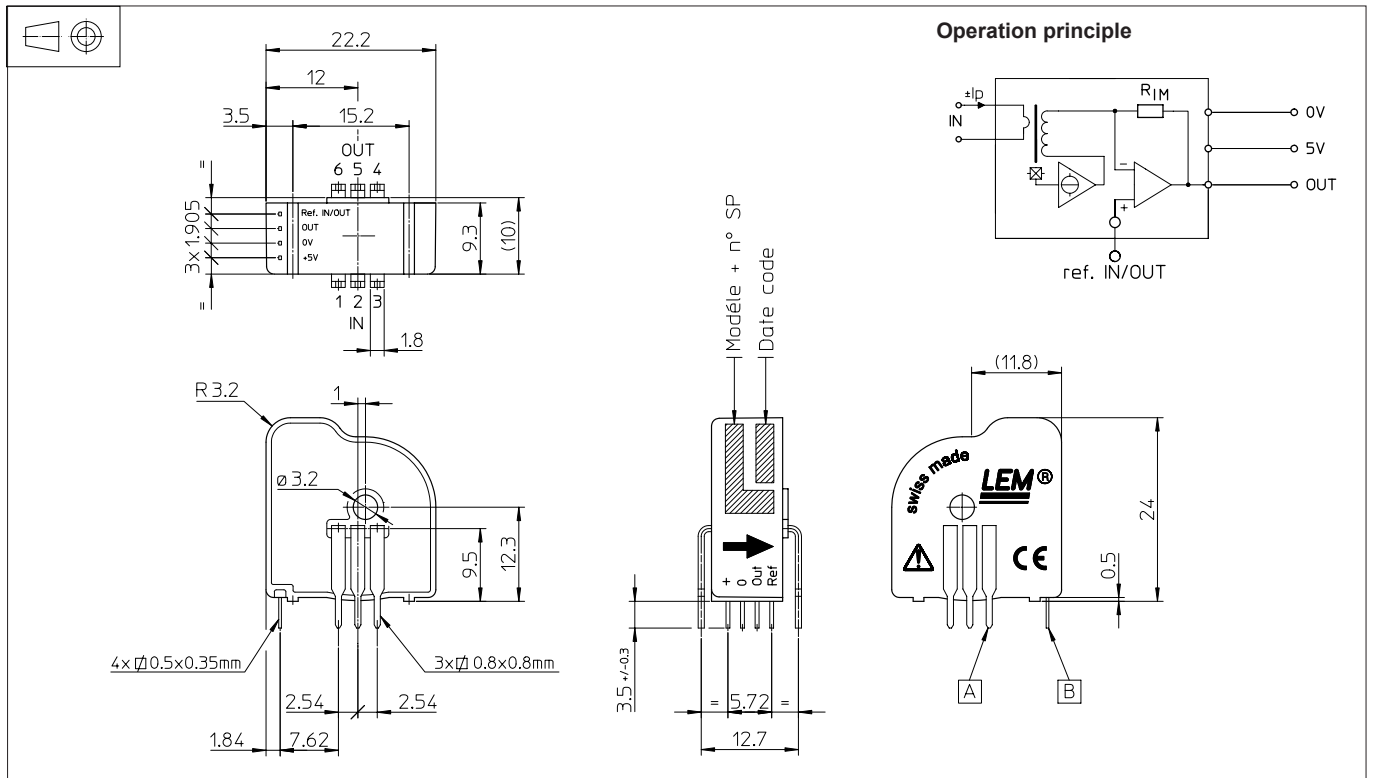 Operation principle
22.2
12
3.5
15.2
OUT
6 5 4
=
3x 1.905
=
Ref. IN/OUT
OUT
0V
+5V
9.3
(10)
1 2 3
IN
1.8
±Ip
IN
RIM
0V
5V
OUT
-
+
ref. IN/OUT
R3.2
1
ø3.2
9.5
12.3
4x 0.5x0.35mm
3x 0.8x0.8mm
2.54
2.54
1.84
7.62
Modéle + n° SP
Date code
+
0
Out
Ref
3.5 +/-0.3
= 5.72 =
12.7
(11.8)
swiss made
LEM®
CE
24
0.5
A
B